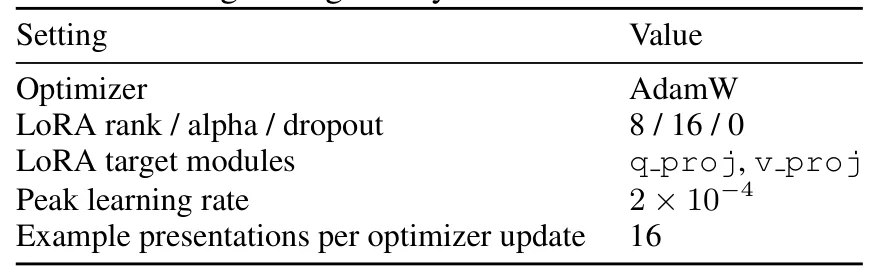 Setting Value
Optimizer AdamW
LoRA rank / alpha / dropout 8 / 16 / 0
LoRA target modules q_proj, v_proj
Peak learning rate 2 × 10⁻⁴
Example presentations per optimizer update 16